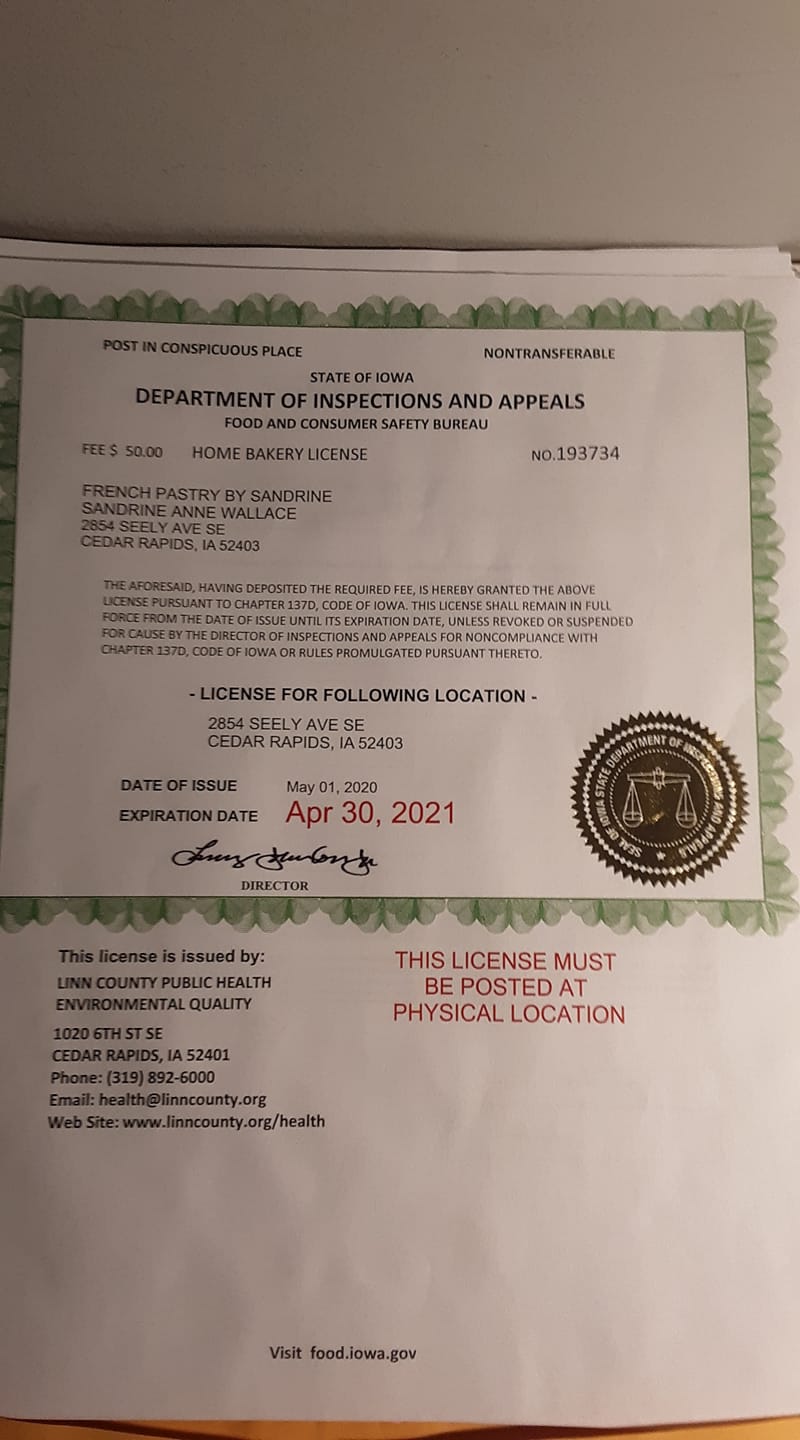 POST IN CONSPICUOUS PLACE
NONTRANSFERABLE
STATE OF IOWA
DEPARTMENT OF INSPECTIONS AND APPEALS
FOOD AND CONSUMER SAFETY BUREAU
FEE $ 50.00 HOME BAKERY LICENSE NO.193734
FRENCH PASTRY BY SANDRINE
SANDRINE ANNE WALLACE
2854 SEELY AVE SE
CEDAR RAPIDS, IA 52403
THE AFORESAID, HAVING DEPOSITED THE REQUIRED FEE, IS HEREBY GRANTED THE ABOVE
LICENSE PURSUANT TO CHAPTER 137D, CODE OF IOWA. THIS LICENSE SHALL REMAIN IN FULL
FORCE FROM THE DATE OF ISSUE UNTIL ITS EXPIRATION DATE, UNLESS REVOKED OR SUSPENDED
FOR CAUSE BY THE DIRECTOR OF INSPECTIONS AND APPEALS FOR NONCOMPLIANCE WITH
CHAPTER 137D, CODE OF IOWA OR RULES PROMULGATED PURSUANT THERETO.
- LICENSE FOR FOLLOWING LOCATION -
2854 SEELY AVE SE
CEDAR RAPIDS, IA 52403
DATE OF ISSUE May 01, 2020
EXPIRATION DATE Apr 30, 2021
DIRECTOR
SEAL OF IOWA STATE DEPARTMENT OF INSPECTIONS AND APPEALS
This license is issued by:
LINN COUNTY PUBLIC HEALTH
ENVIRONMENTAL QUALITY
1020 6TH ST SE
CEDAR RAPIDS, IA 52401
Phone: (319) 892-6000
Email: health@linncounty.org
Web Site: www.linncounty.org/health
THIS LICENSE MUST
BE POSTED AT
PHYSICAL LOCATION
Visit food.iowa.gov